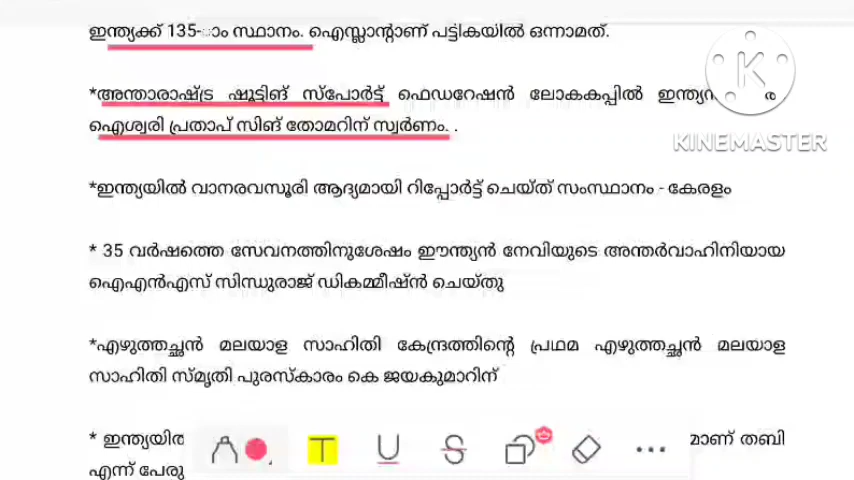 ഇന്ത്യക്ക് 135-ാം സ്ഥാനം. ഐസ്ലാന്റാണ് പട്ടികയിൽ ഒന്നാമത്.
*അന്താരാഷ്ട്ര ഷൂട്ടിങ് സ്പോർട്ട് ഫെഡറേഷൻ ലോകകപ്പിൽ
ഐശ്വരി പ്രതാപ് സിങ് തോമറിന് സ്വർണം. .
KINEMASTER
*ഇന്ത്യയിൽ വാനരവസൂരി ആദ്യമായി റിപ്പോർട്ട് ചെയ്ത് സംസ്ഥാനം - കേരളം
* 35 വർഷത്തെ സേവനത്തിനുശേഷം ഈന്ത്യൻ നേവിയുടെ അന്തർവാഹിനിയായ
ഐഎൻഎസ് സിന്ധുരാജ് ഡികമ്മീഷ്ൻ ചെയ്തു
*എഴുത്തച്ഛൻ മലയാള സാഹിതി കേന്ദ്രത്തിന്റെ പ്രഥമ എഴുത്തച്ഛൻ മലയാള
സാഹിതി സ്മൃതി പുരസ്കാരം കെ ജയകുമാറിന്
* മാണ് തബി
എന്ന്